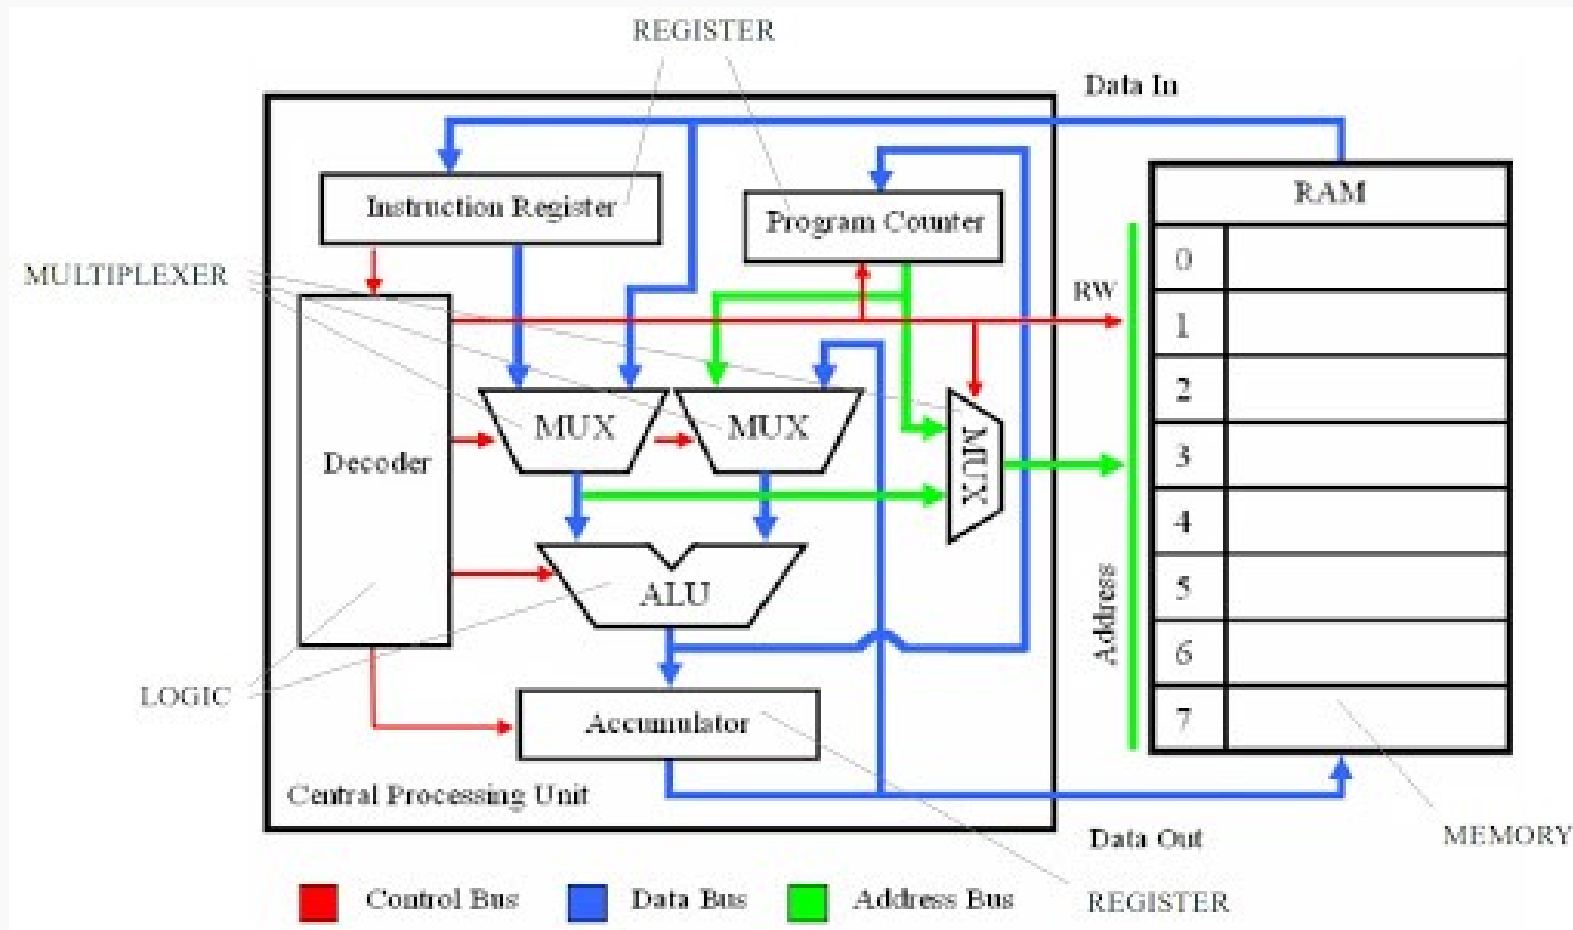 REGISTER
Data In
Instruction Register
Program Counter
RAM
MULTIPLEXER
RW
0
1
2
3
4
5
6
7
MUX
MUX
MUX
Decoder
ALU
Address
LOGIC
Accumulator
Central Processing Unit
Data Out
MEMORY
Control Bus
Data Bus
Address Bus
REGISTER